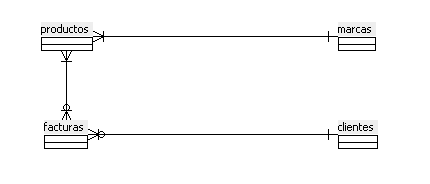 productos
marcas
facturas
clientes